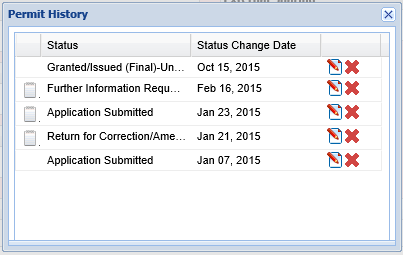 Permit History
Status Status Change Date
Granted/Issued (Final)-Un... Oct 15, 2015
Further Information Requ... Feb 16, 2015
Application Submitted Jan 23, 2015
Return for Correction/Ame... Jan 21, 2015
Application Submitted Jan 07, 2015